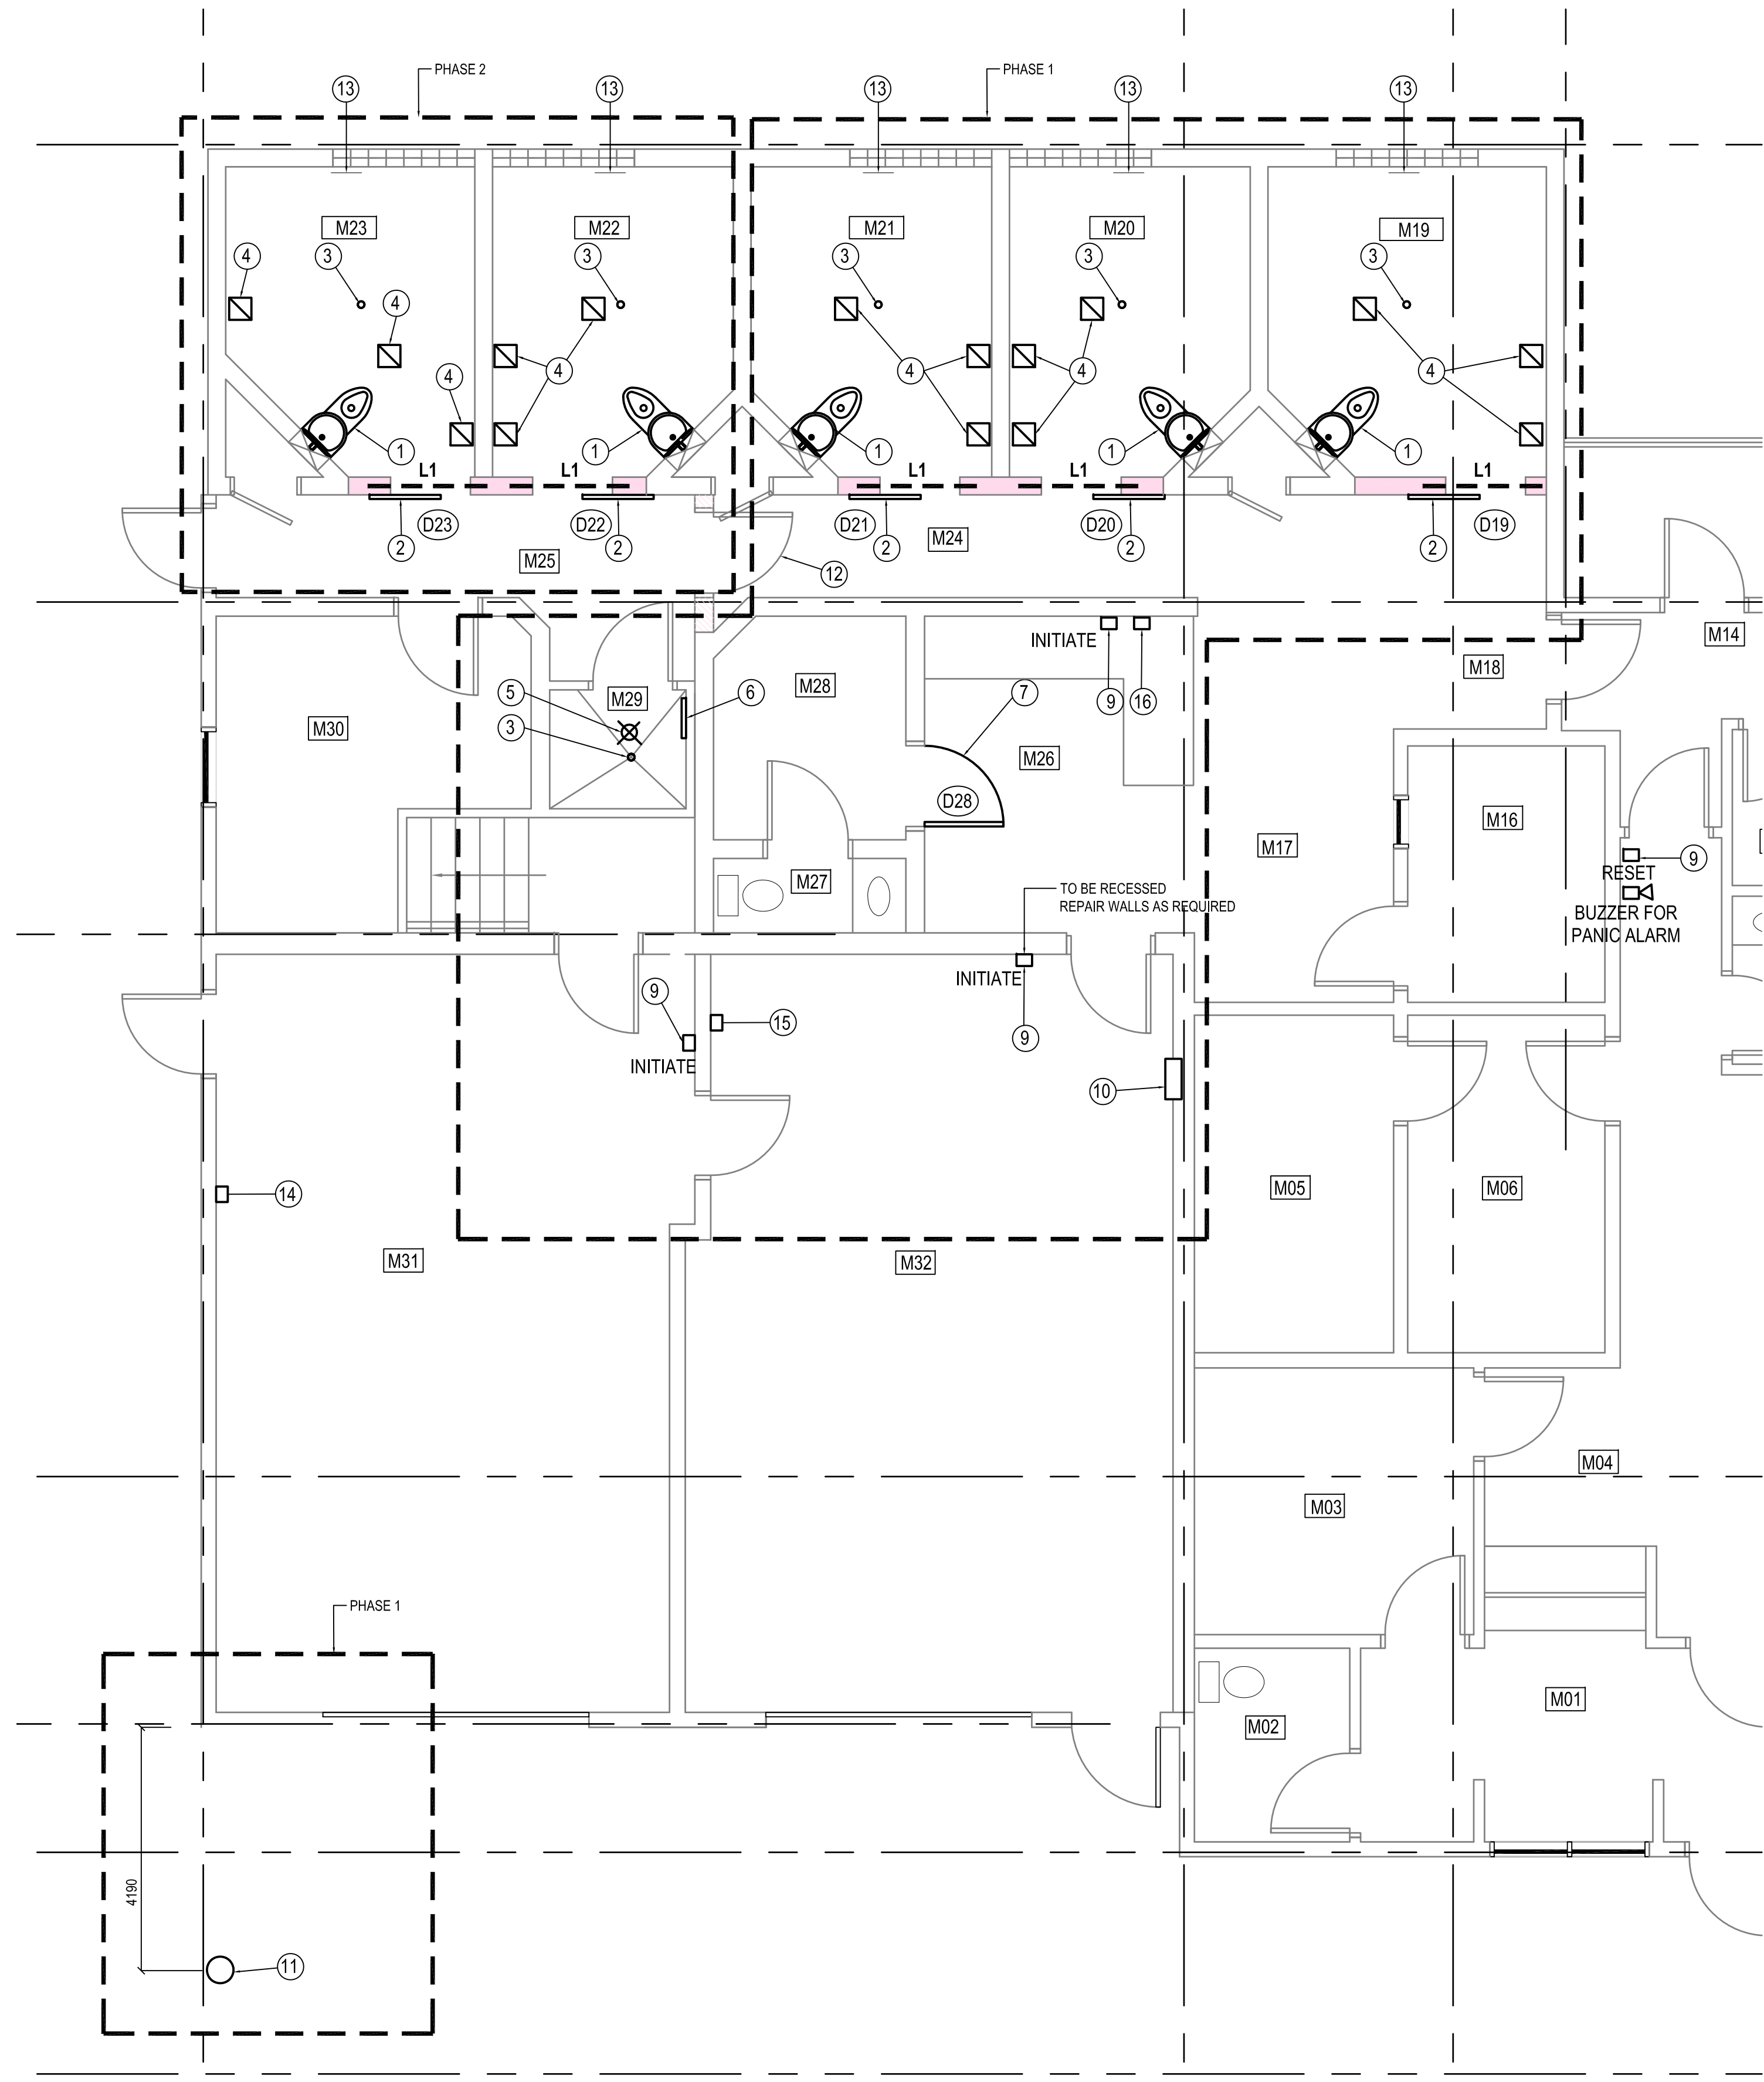 PHASE 2
PHASE 1
13
13
13
13
13
M23
M22
M21
M20
M19
4
3
3
3
3
3
4
4
4
4
4
4
1
1
1
1
1
L1
L1
L1
L1
L1
D23
D22
D21
D20
D19
2
2
2
2
2
M25
M24
12
M14
INITIATE
M18
M28
5
M29
6
7
9
16
3
M30
M26
D28
M16
M17
9
RESET
M27
TO BE RECESSED
REPAIR WALLS AS REQUIRED
BUZZER FOR
PANIC ALARM
INITIATE
9
15
9
INITIATE
10
14
M05
M06
M31
M32
M04
M03
PHASE 1
M01
M02
4190
11